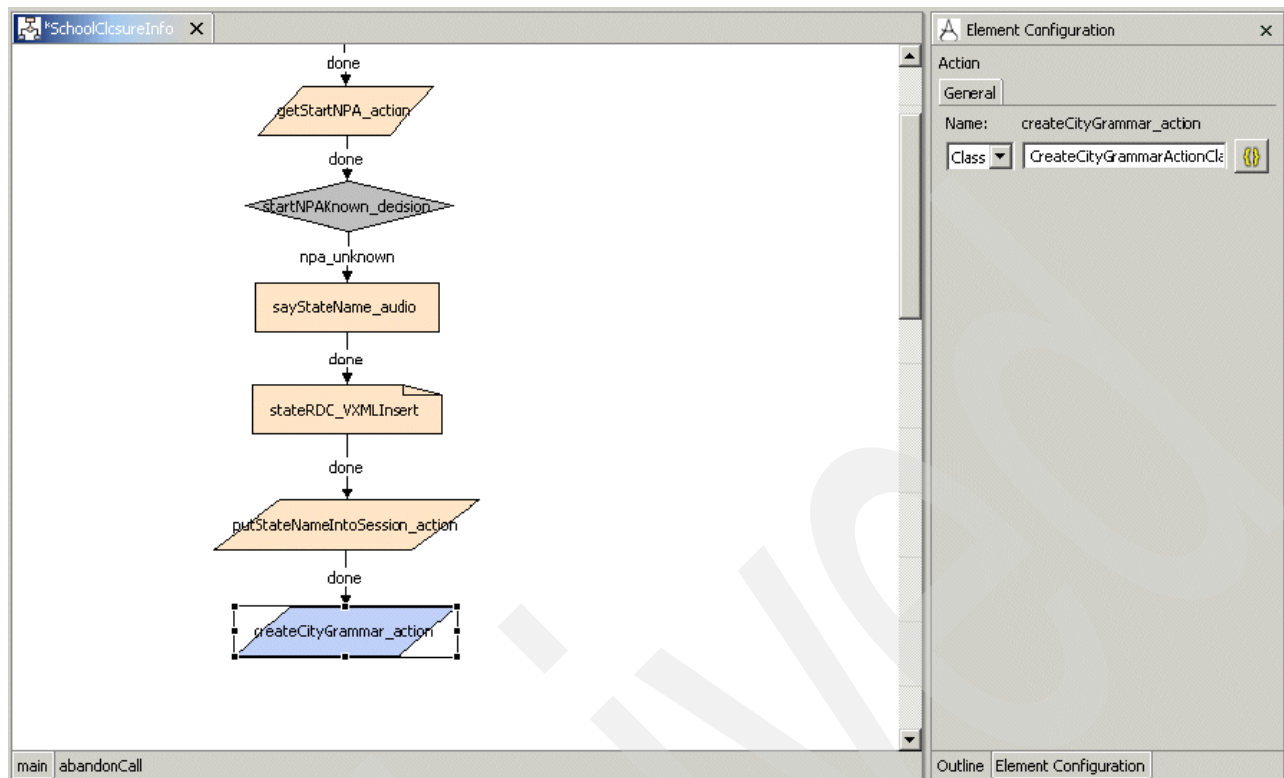 *SchoolClosureInfo X
done
getStartNPA_action
done
startNPAKnown_decision
npa_unknown
sayStateName_audio
done
stateRDC_VXMLInsert
done
putStateNameIntoSession_action
done
createCityGrammar_action
main abandonCall
Element Configuration ×
Action
General
Name: createCityGrammar_action
Class CreateCityGrammarActionCla {}
Outline Element Configuration